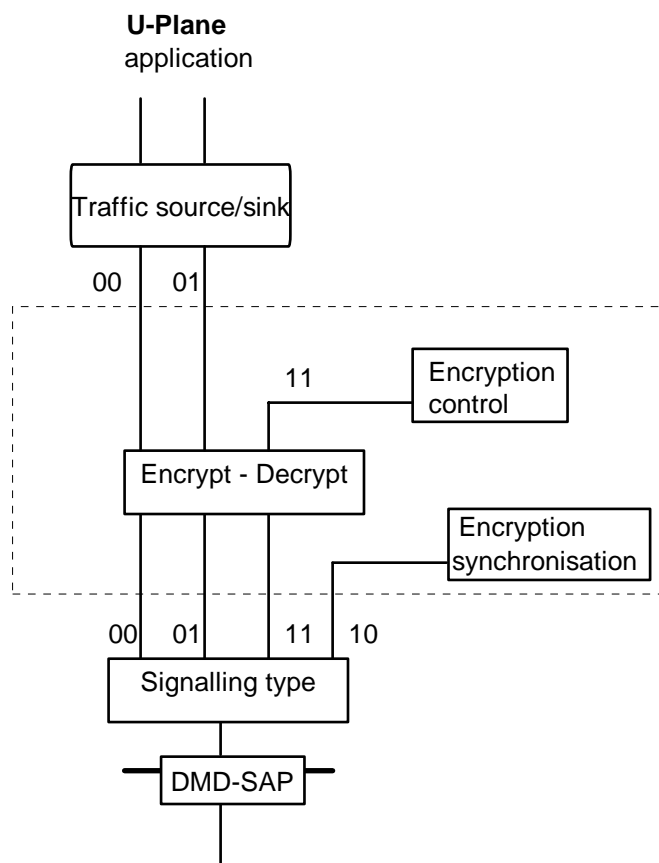 U-Plane
application
Traffic source/sink
00 01
11
Encryption
control
Encrypt - Decrypt
Encryption
synchronisation
00 01 11 10
Signalling type
DMD-SAP